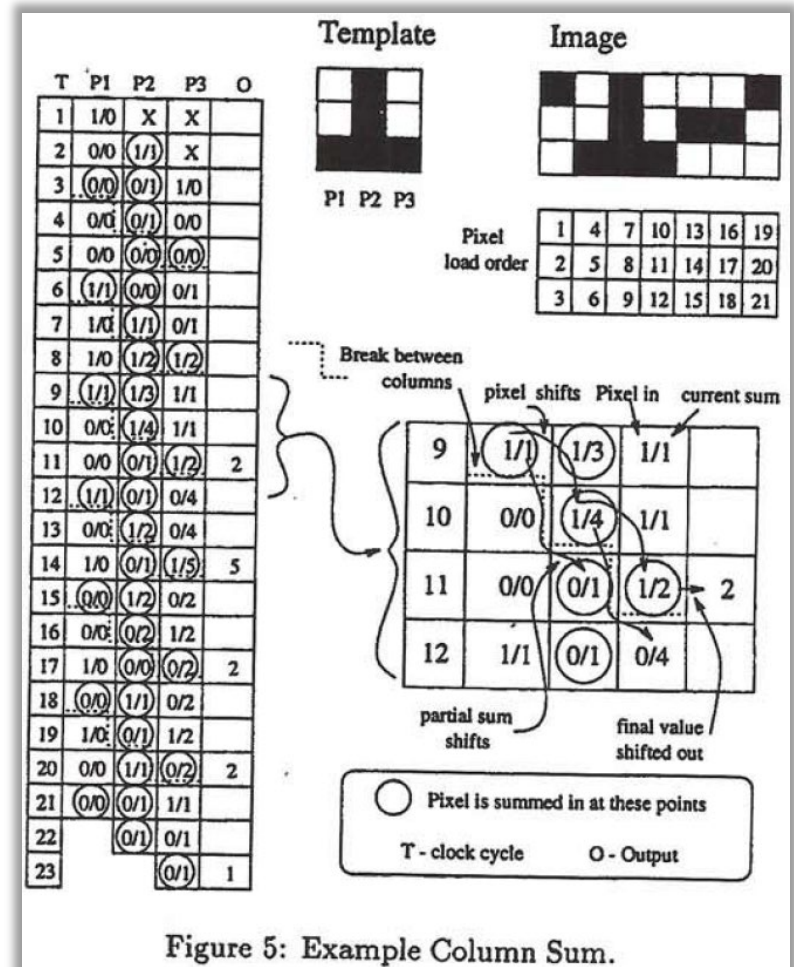 Template Image
T P1 P2 P3 O
1 1/0 X X
2 0/0 1/1 X
3 0/0 0/1 1/0
4 0/0 0/1 0/0
5 0/0 0/0 0/0
6 1/1 0/0 0/1
7 1/0 1/1 0/1
8 1/0 1/2 1/2
9 1/1 1/3 1/1
10 0/0 1/4 1/1
11 0/0 0/1 1/2 2
12 1/1 0/1 0/4
13 0/0 1/2 0/4
14 1/0 0/1 1/5 5
15 0/0 1/2 0/2
16 0/0 0/2 1/2
17 1/0 0/0 0/2 2
18 0/0 1/1 0/2
19 1/0 0/1 1/2
20 0/0 1/1 0/2 2
21 0/0 0/1 1/1
22 0/1 0/1
23 0/1 1
P1 P2 P3
Pixel
load order
1 4 7 10 13 16 19
2 5 8 11 14 17 20
3 6 9 12 15 18 21
Break between
columns
pixel shifts Pixel in current sum
9 1/1 1/3 1/1
10 0/0 1/4 1/1
11 0/0 0/1 1/2 2
12 1/1 0/1 0/4
partial sum
shifts
final value
shifted out
Pixel is summed in at these points
T - clock cycle O - Output
Figure 5: Example Column Sum.